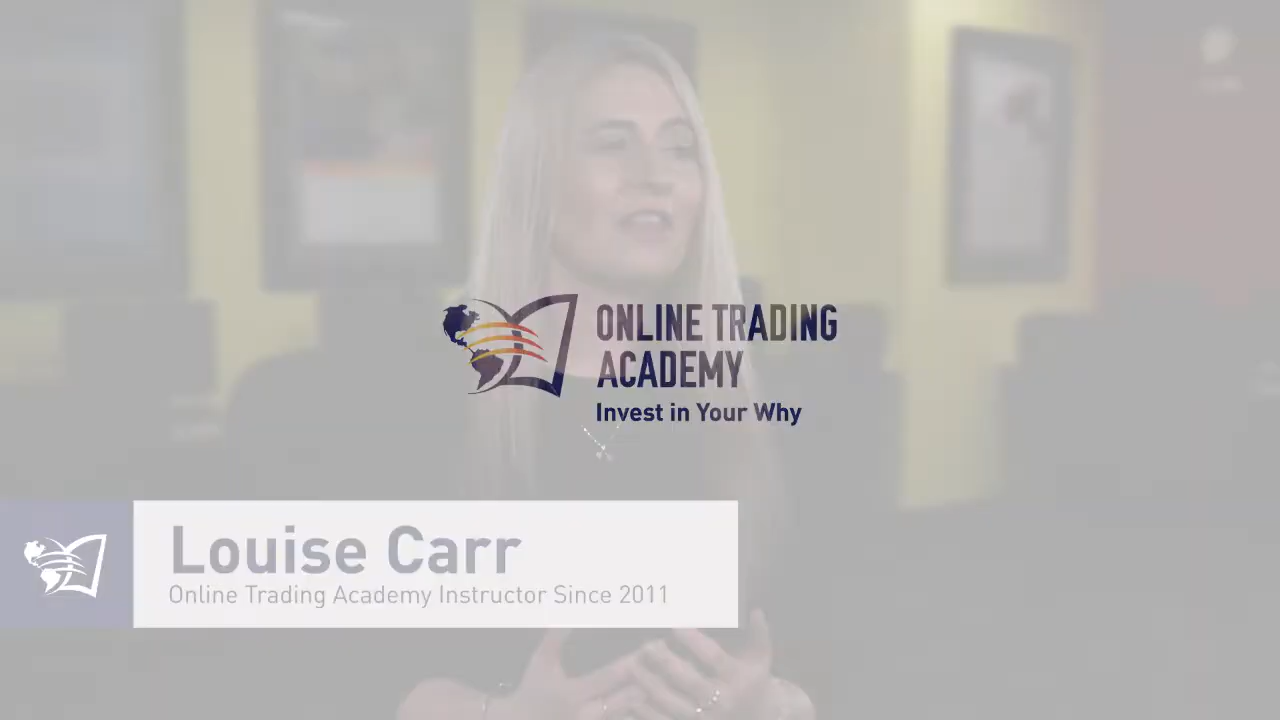 ONLINE TRADING
ACADEMY
Invest in Your Why
Louise Carr
Online Trading Academy Instructor Since 2011